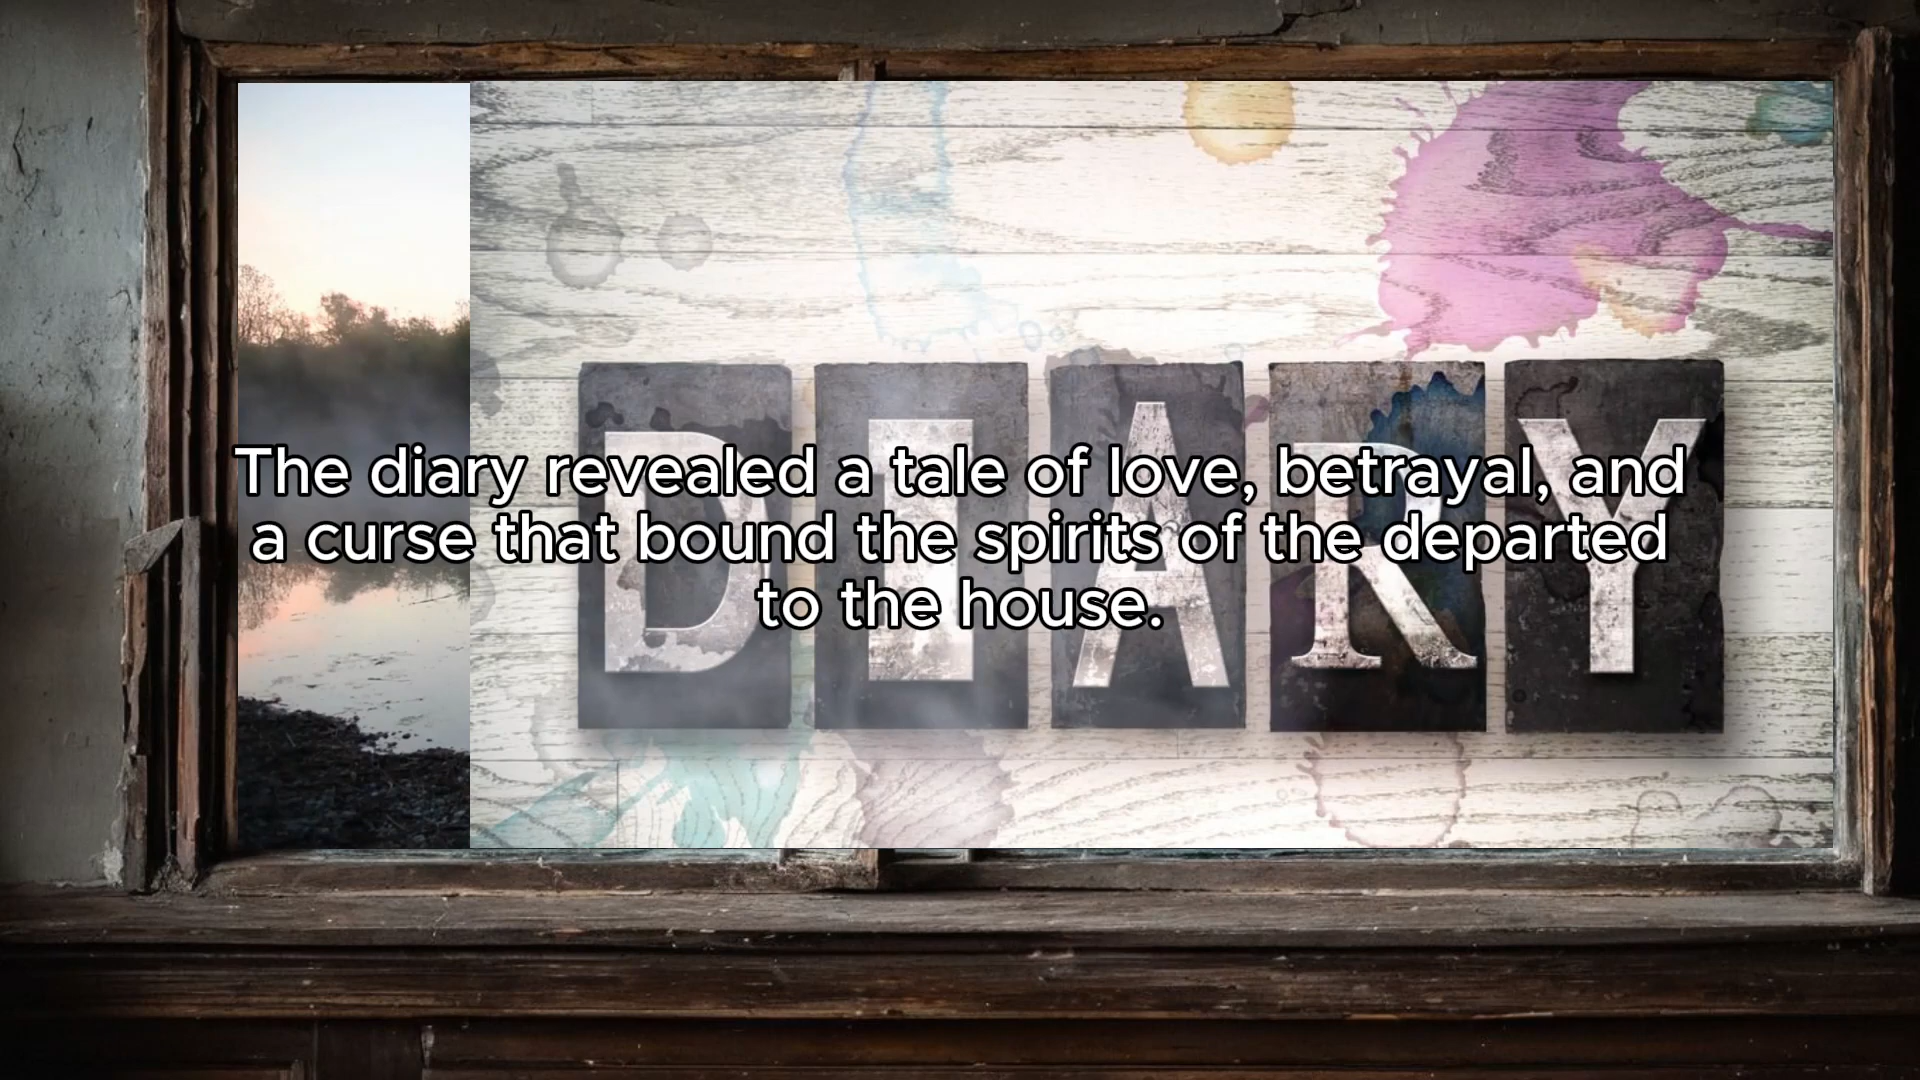 DIARY
The diary revealed a tale of love, betrayal, and
a curse that bound the spirits of the departed
to the house.